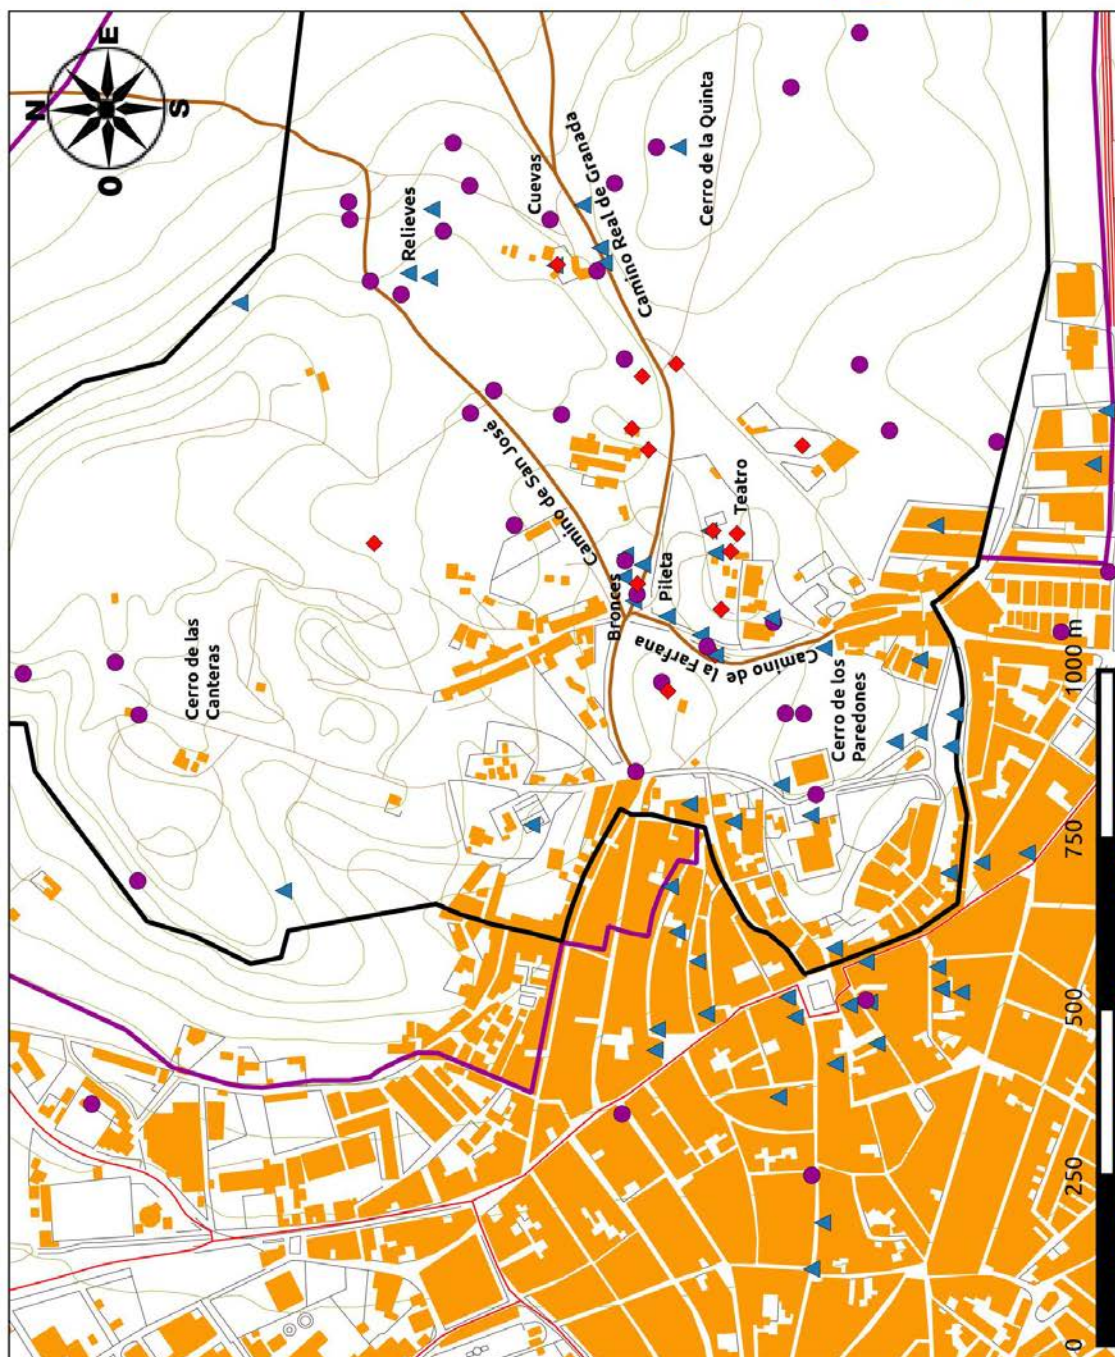 N
E
S
O
Relieves
Cuevas
Camino Real de Granada
Cerro de la Quinta
Camino de San José
Teatro
Bronces
Pileta
Camino de la Farfana
Cerro de las
Canteras
Cerro de los
Paredones
0
250
500
750
1000 m